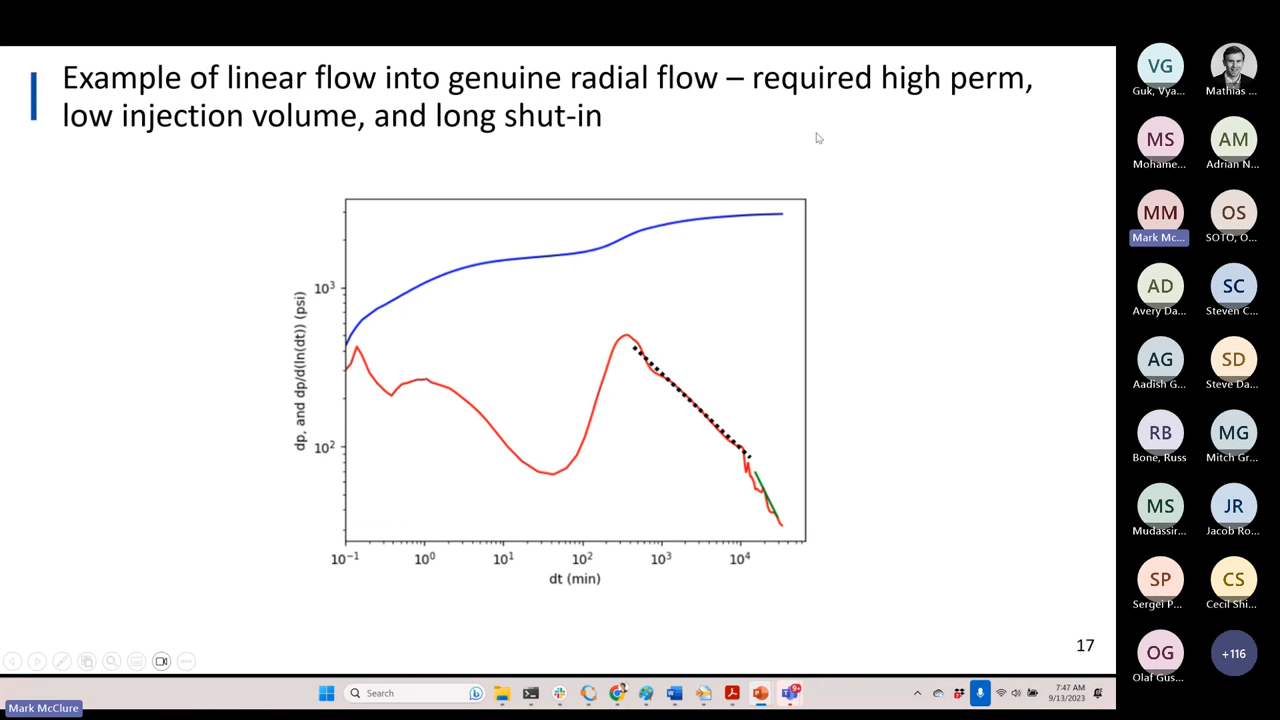 Example of linear flow into genuine radial flow – required high perm,
low injection volume, and long shut-in
dp, and dp/d(ln(dt)) (psi)
10³
10²
10⁻¹
10⁰
10¹
10²
10³
10⁴
dt (min)
17
VG
Guk, Vya...
Mathias ...
MS
Mohame...
AM
Adrian N...
MM
Mark Mc...
OS
SOTO, O...
AD
Avery Da...
SC
Steven C...
AG
Aadish G...
SD
Steve Da...
RB
Bone, Russ
MG
Mitch Gr...
MS
Mudassir...
JR
Jacob Ro...
SP
Sergei P...
CS
Cecil Shi...
OG
Olaf Gus...
+116
Search
7:47 AM
9/13/2023
Mark McClure